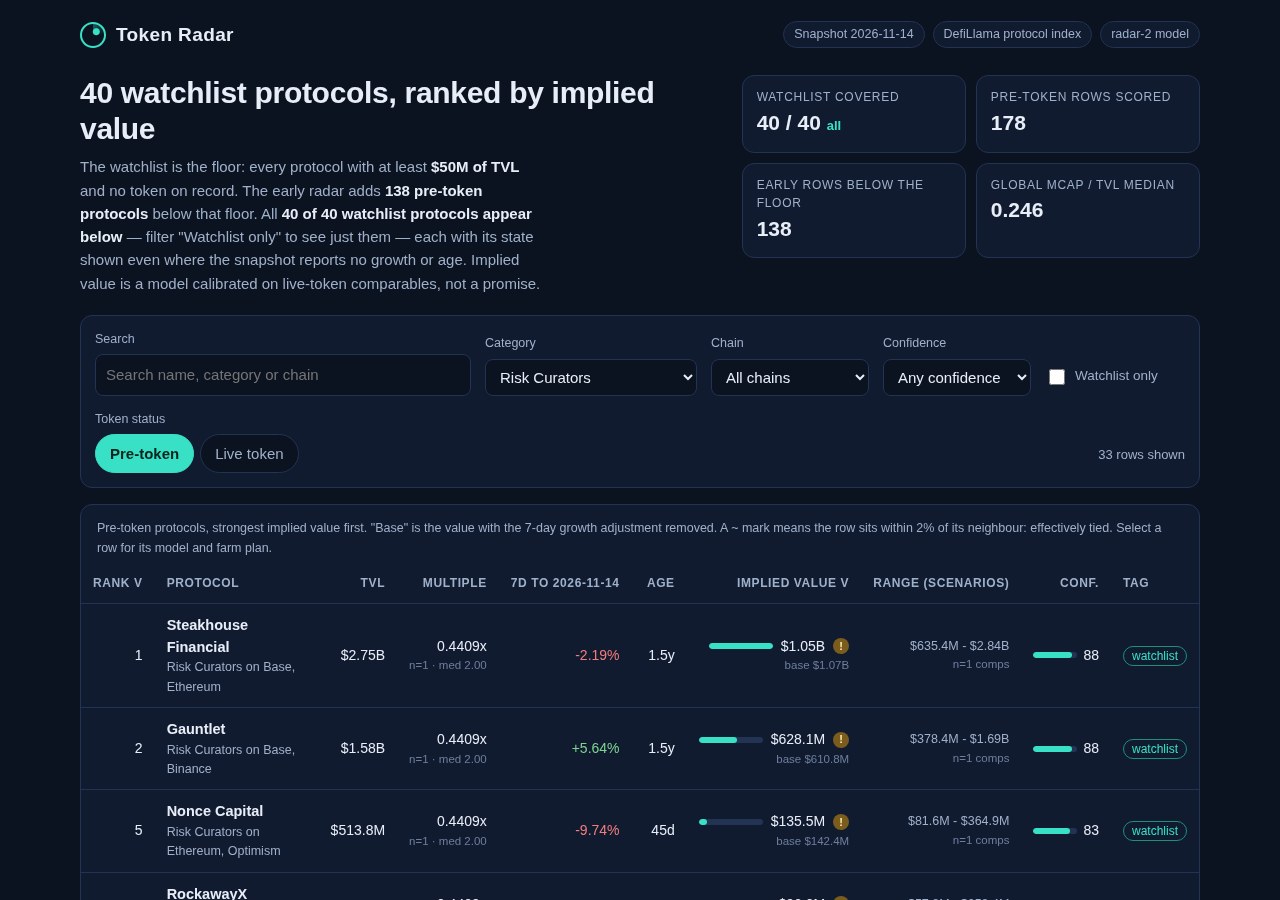 Token Radar
Snapshot 2026-11-14
DefiLlama protocol index
radar-2 model
40 watchlist protocols, ranked by implied
value
The watchlist is the floor: every protocol with at least $50M of TVL
and no token on record. The early radar adds 138 pre-token
protocols below that floor. All 40 of 40 watchlist protocols appear
below — filter "Watchlist only" to see just them — each with its state
shown even where the snapshot reports no growth or age. Implied
value is a model calibrated on live-token comparables, not a promise.
WATCHLIST COVERED
40 / 40 all
PRE-TOKEN ROWS SCORED
178
EARLY ROWS BELOW THE
FLOOR
138
GLOBAL MCAP / TVL MEDIAN
0.246
Search
Search name, category or chain
Category
Risk Curators
Chain
All chains
Confidence
Any confidence
Watchlist only
Token status
Pre-token
Live token
33 rows shown
Pre-token protocols, strongest implied value first. "Base" is the value with the 7-day growth adjustment removed. A ~ mark means the row sits within 2% of its neighbour: effectively tied. Select a
row for its model and farm plan.
RANK V PROTOCOL TVL MULTIPLE 7D TO 2026-11-14 AGE IMPLIED VALUE V RANGE (SCENARIOS) CONF. TAG
1
Steakhouse
Financial
Risk Curators on Base,
Ethereum
$2.75B
0.4409x
n=1 · med 2.00
-2.19%
1.5y
$1.05B !
base $1.07B
$635.4M - $2.84B
n=1 comps
88
watchlist
2
Gauntlet
Risk Curators on Base,
Binance
$1.58B
0.4409x
n=1 · med 2.00
+5.64%
1.5y
$628.1M !
base $610.8M
$378.4M - $1.69B
n=1 comps
88
watchlist
5
Nonce Capital
Risk Curators on
Ethereum, Optimism
$513.8M
0.4409x
n=1 · med 2.00
-9.74%
45d
$135.5M !
base $142.4M
$81.6M - $364.9M
n=1 comps
83
watchlist
RockawayX